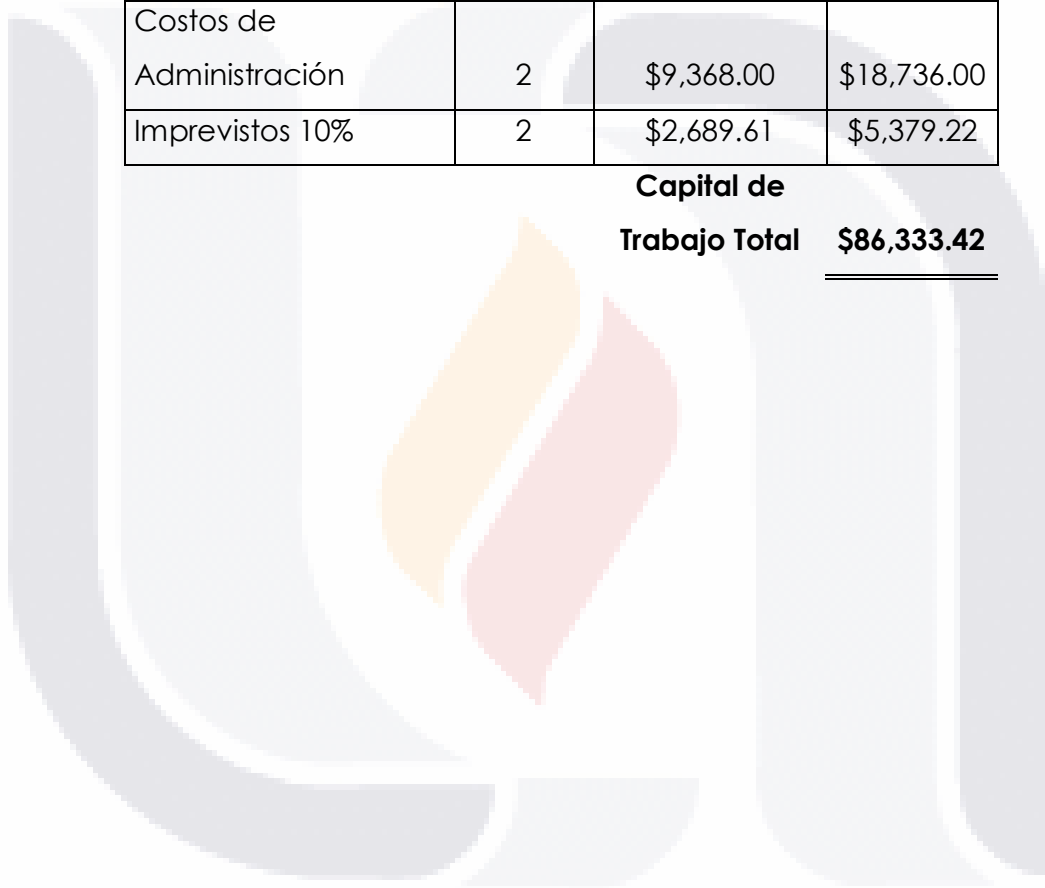 Costos de
Administración 2 $9,368.00 $18,736.00
Imprevistos 10% 2 $2,689.61 $5,379.22
Capital de
Trabajo Total $86,333.42